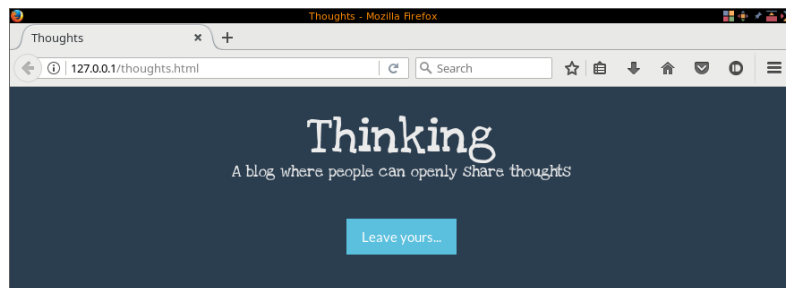 Thoughts - Mozilla Firefox
Thoughts
127.0.0.1/thoughts.html
Search
Thinking
A blog where people can openly share thoughts
Leave yours...